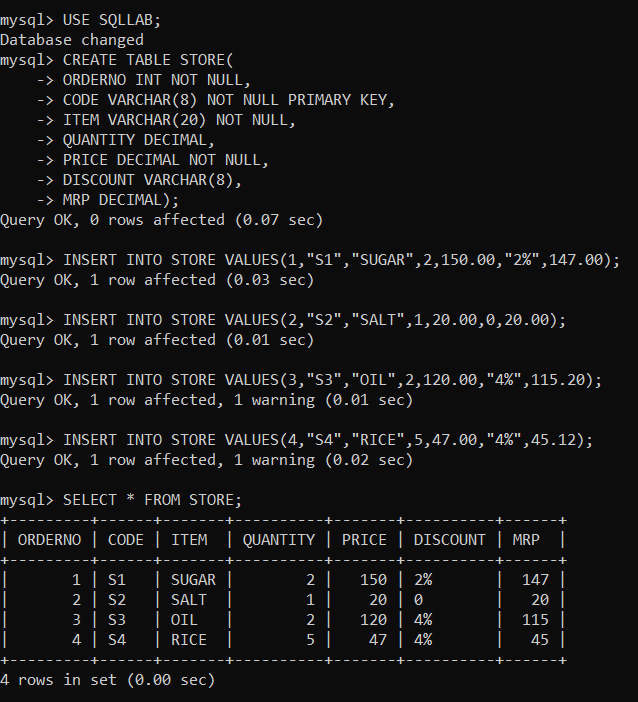 mysql> USE SQLLAB;
Database changed
mysql> CREATE TABLE STORE(
    -> ORDERNO INT NOT NULL,
    -> CODE VARCHAR(8) NOT NULL PRIMARY KEY,
    -> ITEM VARCHAR(20) NOT NULL,
    -> QUANTITY DECIMAL,
    -> PRICE DECIMAL NOT NULL,
    -> DISCOUNT VARCHAR(8),
    -> MRP DECIMAL);
Query OK, 0 rows affected (0.07 sec)

mysql> INSERT INTO STORE VALUES(1,"S1","SUGAR",2,150.00,"2%",147.00);
Query OK, 1 row affected (0.03 sec)

mysql> INSERT INTO STORE VALUES(2,"S2","SALT",1,20.00,0,20.00);
Query OK, 1 row affected (0.01 sec)

mysql> INSERT INTO STORE VALUES(3,"S3","OIL",2,120.00,"4%",115.20);
Query OK, 1 row affected, 1 warning (0.01 sec)

mysql> INSERT INTO STORE VALUES(4,"S4","RICE",5,47.00,"4%",45.12);
Query OK, 1 row affected, 1 warning (0.02 sec)

mysql> SELECT * FROM STORE;
+---------+------+-------+----------+-------+----------+------+
| ORDERNO | CODE | ITEM  | QUANTITY | PRICE | DISCOUNT | MRP  |
+---------+------+-------+----------+-------+----------+------+
|       1 | S1   | SUGAR |        2 |   150 | 2%       |  147 |
|       2 | S2   | SALT  |        1 |    20 | 0        |   20 |
|       3 | S3   | OIL   |        2 |   120 | 4%       |  115 |
|       4 | S4   | RICE  |        5 |    47 | 4%       |   45 |
+---------+------+-------+----------+-------+----------+------+
4 rows in set (0.00 sec)